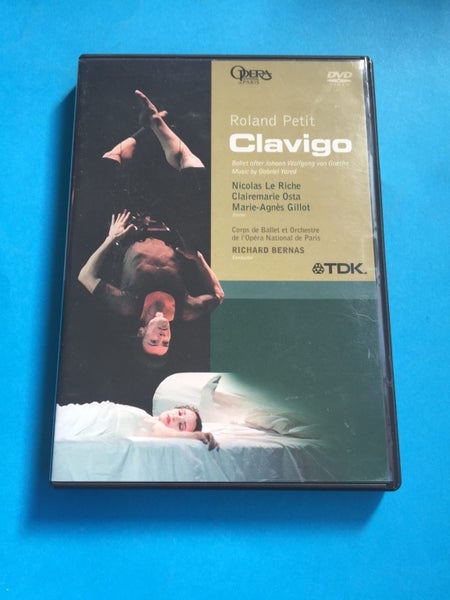 OPERA
PARIS
DVD
Roland Petit
Clavigo
Ballet after Johann Wolfgang von Goethe
Music by Gabriel Yared
Nicolas Le Riche
Clairemarie Osta
Marie-Agnès Gillot
Corps de Ballet et Orchestre
de l'Opéra National de Paris
RICHARD BERNAS
Conductor
TDK